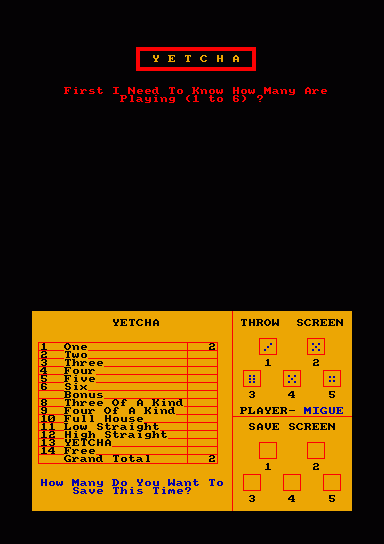 YETCHA
First I Need To Know How Many Are
Playing (1 to 6) ?
YETCHA
1 One 2
2 Two
3 Three
4 Four
5 Five
6 Six
Bonus
8 Three Of A Kind
9 Four Of A Kind
10 Full House
11 Low Straight
12 High Straight
13 YETCHA
14 Free
Grand Total 2
How Many Do You Want To
Save This Time?
THROW SCREEN
1 2
3 4 5
PLAYER- MIGUE
SAVE SCREEN
1 2
3 4 5